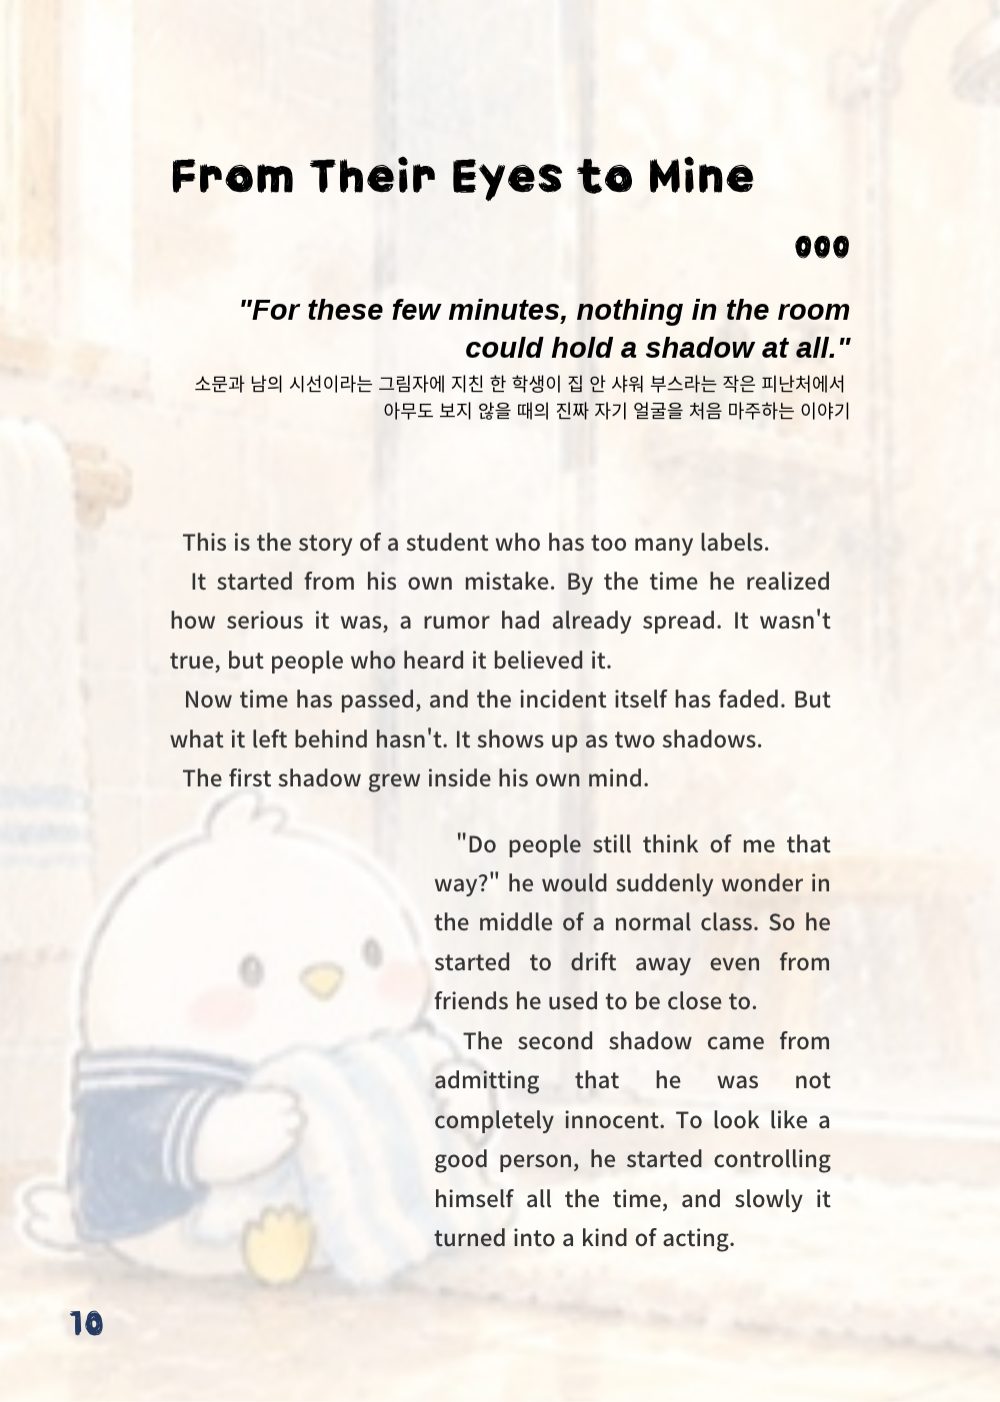 From Their Eyes to Mine
ooo
"For these few minutes, nothing in the room
could hold a shadow at all."
소문과 남의 시선이라는 그림자에 지친 한 학생이 집 안 샤워 부스라는 작은 피난처에서
아무도 보지 않을 때의 진짜 자기 얼굴을 처음 마주하는 이야기
This is the story of a student who has too many labels.
It started from his own mistake. By the time he realized
how serious it was, a rumor had already spread. It wasn't
true, but people who heard it believed it.
Now time has passed, and the incident itself has faded. But
what it left behind hasn't. It shows up as two shadows.
The first shadow grew inside his own mind.
"Do people still think of me that
way?" he would suddenly wonder in
the middle of a normal class. So he
started to drift away even from
friends he used to be close to.
The second shadow came from
admitting that he was not
completely innocent. To look like a
good person, he started controlling
himself all the time, and slowly it
turned into a kind of acting.
10